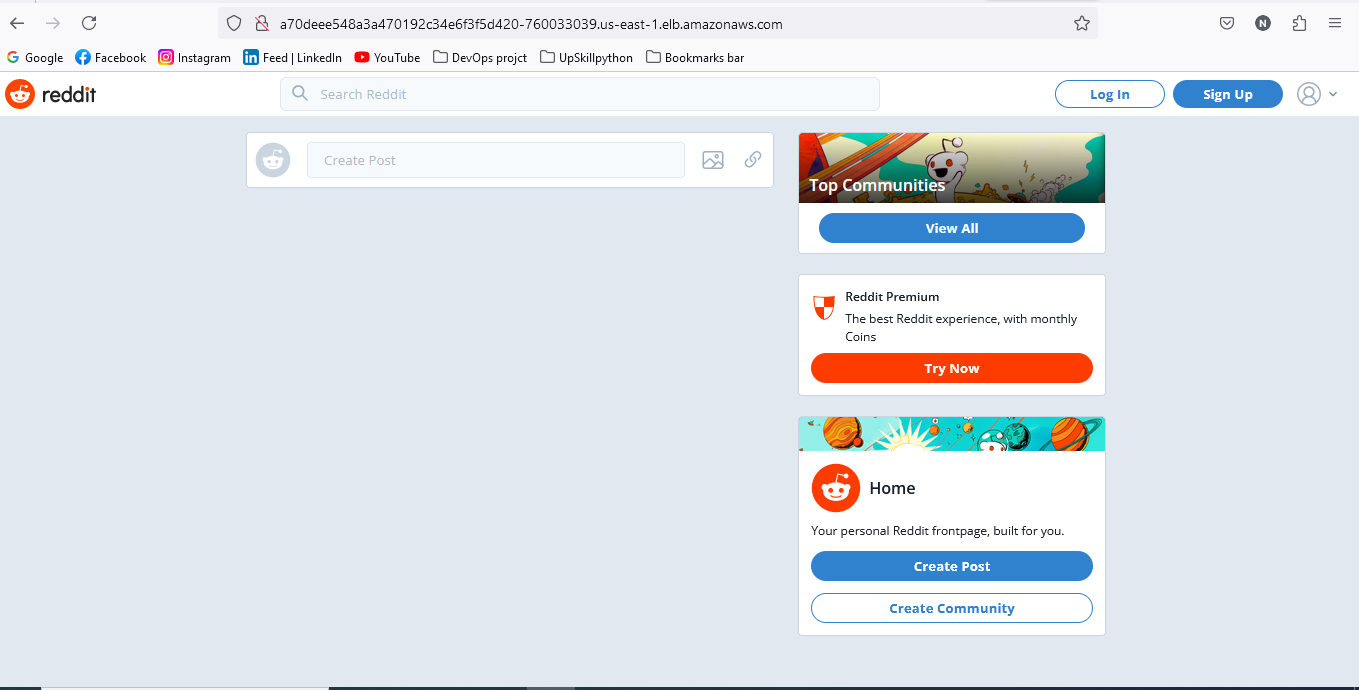 a70deee548a3a470192c34e6f3f5d420-760033039.us-east-1.elb.amazonaws.com
N
Google Facebook Instagram Feed | LinkedIn YouTube DevOps projct UpSkillpython Bookmarks bar
reddit Search Reddit Log In Sign Up
Create Post
Top Communities
View All
Reddit Premium
The best Reddit experience, with monthly
Coins
Try Now
Home
Your personal Reddit frontpage, built for you.
Create Post
Create Community